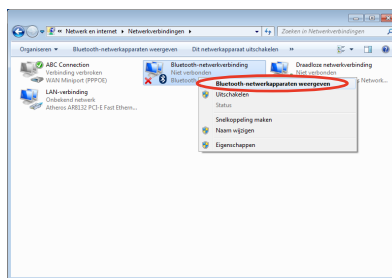 Netwerk en internet ▸ Netwerkverbindingen ▸
Zoeken in Netwerkverbindingen
Organiseren
Bluetooth-netwerkapparaten weergeven
Dit netwerkapparaat uitschakelen
»
ABC Connection
Verbinding verbroken
WAN Miniport (PPPOE)
Bluetooth-netwerkverbinding
Niet verbonden
Bluetooth
Draadloze netwerkverbinding
Niet verbonden
Network...
LAN-verbinding
Onbekend netwerk
Atheros AR8132 PCI-E Fast Ethern...
Bluetooth-netwerkapparaten weergeven
Uitschakelen
Status
Snelkoppeling maken
Naam wijzigen
Eigenschappen